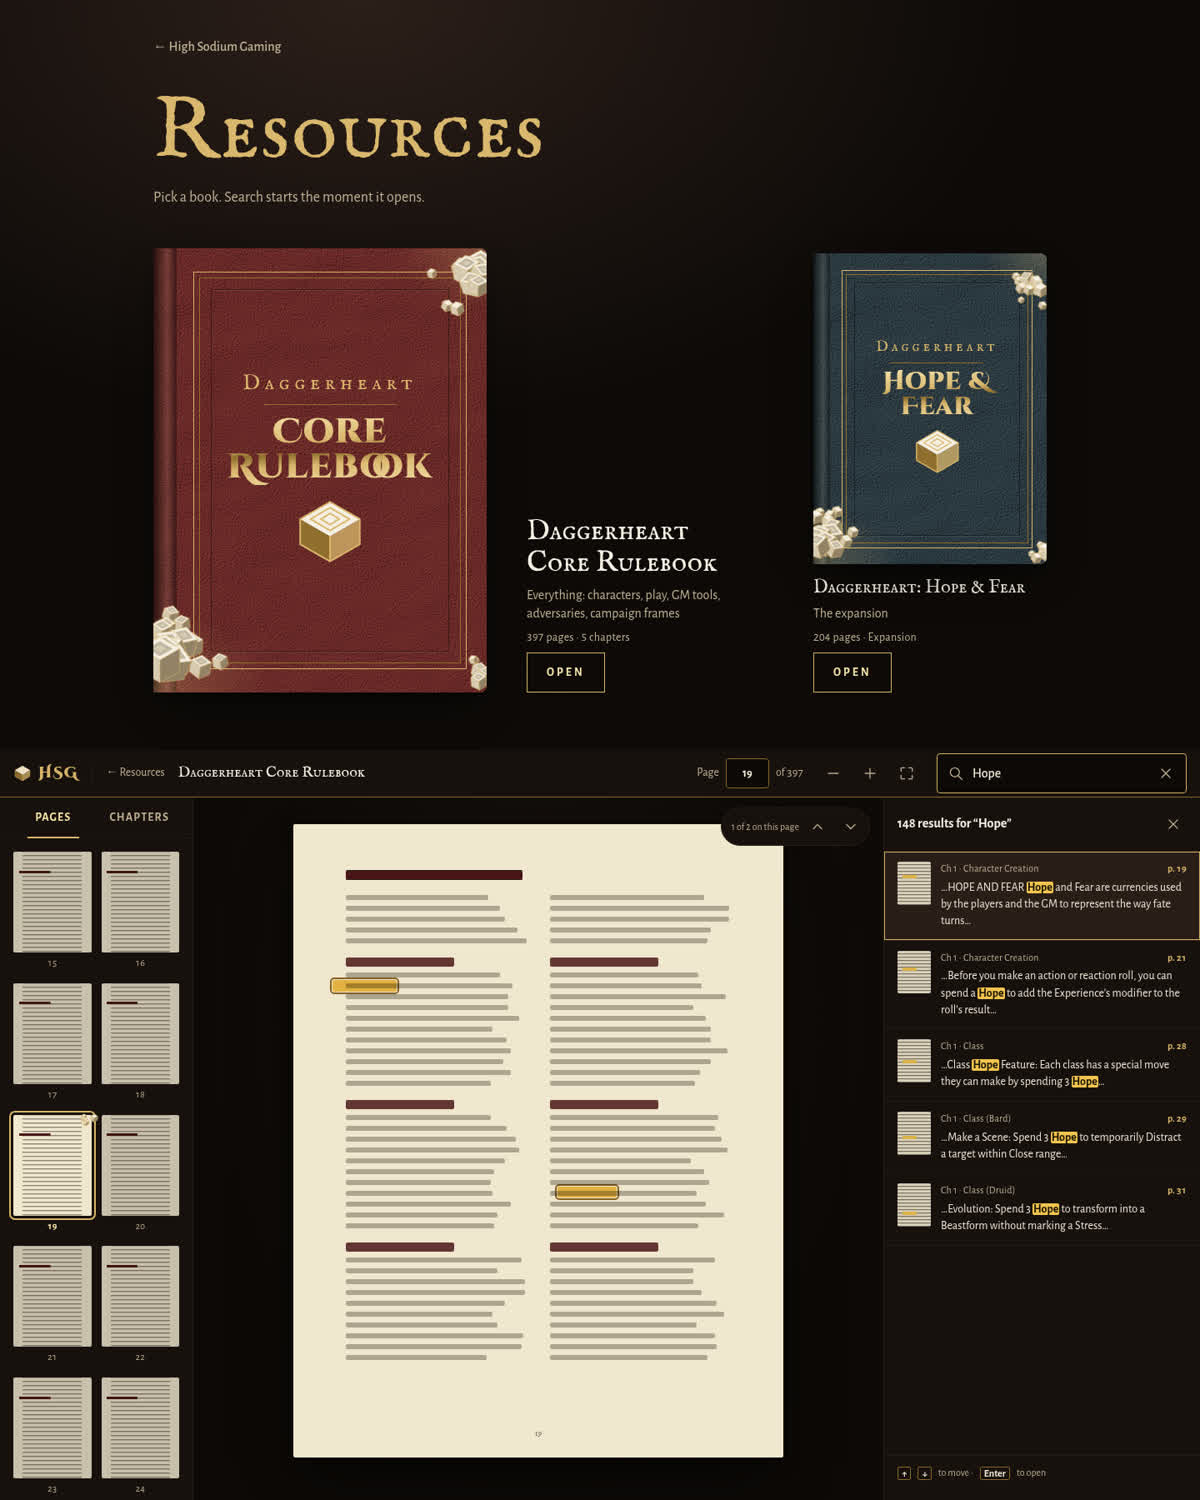 ← High Sodium Gaming
Resources
Pick a book. Search starts the moment it opens.
Daggerheart
CORE
RULEBOOK
Daggerheart
Core Rulebook
Everything: characters, play, GM tools,
adversaries, campaign frames
397 pages · 5 chapters
OPEN
Daggerheart
HOPE &
FEAR
Daggerheart: Hope & Fear
The expansion
204 pages · Expansion
OPEN
HSG
← Resources
Daggerheart Core Rulebook
Page 19 of 397
Hope
PAGES
CHAPTERS
15
16
17
18
19
20
21
22
23
24
1 of 2 on this page
19
148 results for “Hope”
Ch 1 · Character Creation
p. 19
…HOPE AND FEAR Hope and Fear are currencies used
by the players and the GM to represent the way fate
turns…
Ch 1 · Character Creation
p. 21
…Before you make an action or reaction roll, you can
spend a Hope to add the Experience's modifier to the
roll's result…
Ch 1 · Class
p. 28
…Class Hope Feature: Each class has a special move
they can make by spending 3 Hope…
Ch 1 · Class (Bard)
p. 29
…Make a Scene: Spend 3 Hope to temporarily Distract
a target within Close range…
Ch 1 · Class (Druid)
p. 31
…Evolution: Spend 3 Hope to transform into a
Beastform without marking a Stress…
↑ ↓ to move · Enter to open